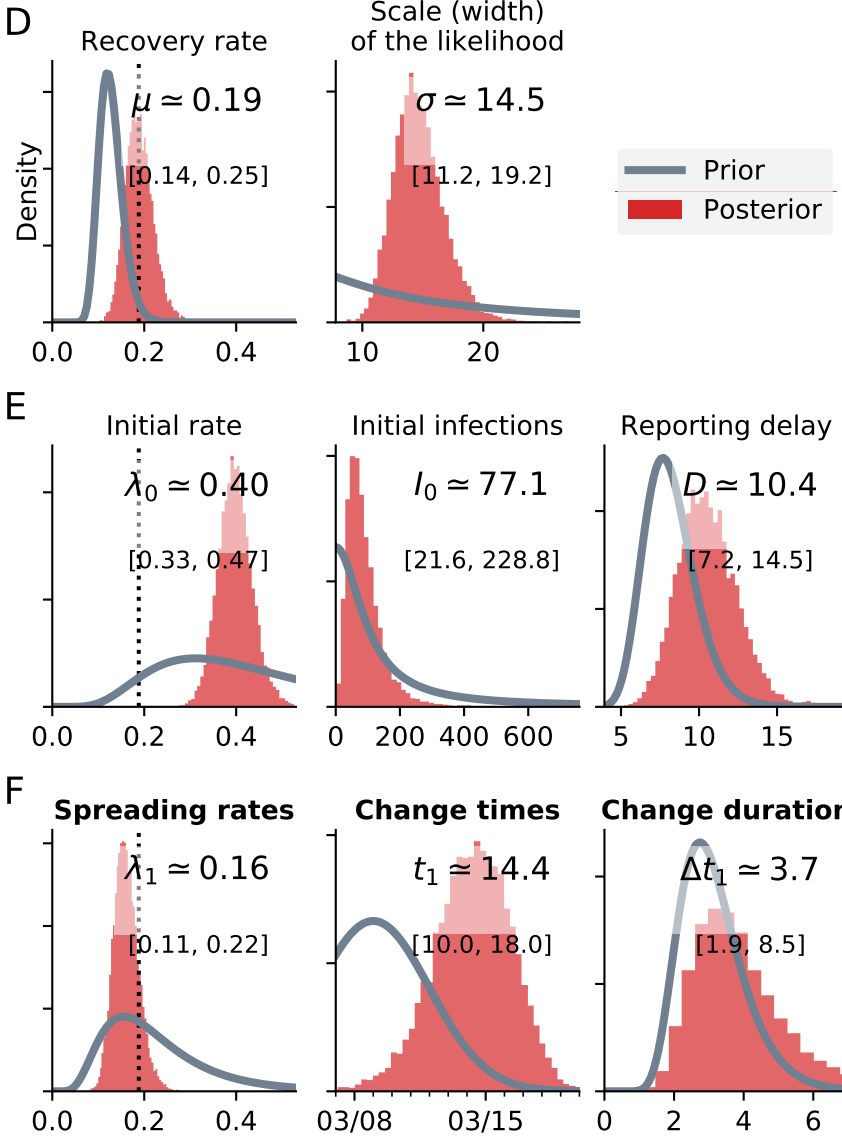 D
Recovery rate
Scale (width)
of the likelihood
μ ≃ 0.19
[0.14, 0.25]
σ ≃ 14.5
[11.2, 19.2]
Density
Prior
Posterior
0.0 0.2 0.4
10 20
E
Initial rate
Initial infections
Reporting delay
λ₀ ≃ 0.40
[0.33, 0.47]
I₀ ≃ 77.1
[21.6, 228.8]
D ≃ 10.4
[7.2, 14.5]
0.0 0.2 0.4
0 200 400 600
5 10 15
F
Spreading rates
Change times
Change duration
λ₁ ≃ 0.16
[0.11, 0.22]
t₁ ≃ 14.4
[10.0, 18.0]
Δt₁ ≃ 3.7
[1.9, 8.5]
0.0 0.2 0.4
03/08 03/15
0 2 4 6